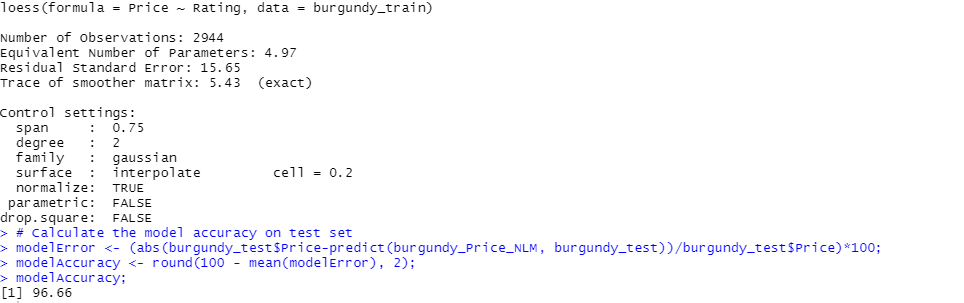 loess(formula = Price ~ Rating, data = burgundy_train)
Number of Observations: 2944
Equivalent Number of Parameters: 4.97
Residual Standard Error: 15.65
Trace of smoother matrix: 5.43  (exact)
Control settings:
  span     :  0.75
  degree   :  2
  family   :  gaussian
  surface  :  interpolate	  cell = 0.2
  normalize:  TRUE
 parametric:  FALSE
drop.square:  FALSE
> # Calculate the model accuracy on test set
> modelError <- (abs(burgundy_test$Price-predict(burgundy_Price_NLM, burgundy_test))/burgundy_test$Price)*100;
> modelAccuracy <- round(100 - mean(modelError), 2);
> modelAccuracy;
[1] 96.66